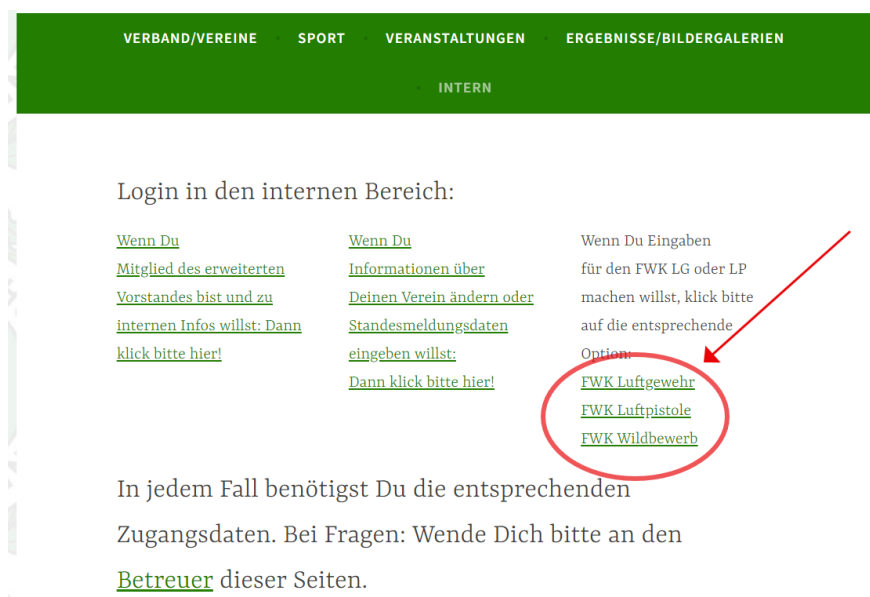 VERBAND/VEREINE SPORT VERANSTALTUNGEN ERGEBNISSE/BILDERGALERIEN
INTERN
Login in den internen Bereich:
Wenn Du
Mitglied des erweiterten
Vorstandes bist und zu
internen Infos willst: Dann
klick bitte hier!
Wenn Du
Informationen über
Deinen Verein ändern oder
Standesmeldungsdaten
eingeben willst:
Dann klick bitte hier!
Wenn Du Eingaben
für den FWK LG oder LP
machen willst, klick bitte
auf die entsprechende
Option:
FWK Luftgewehr
FWK Luftpistole
FWK Wildbewerb
In jedem Fall benötigst Du die entsprechenden
Zugangsdaten. Bei Fragen: Wende Dich bitte an den
Betreuer dieser Seiten.